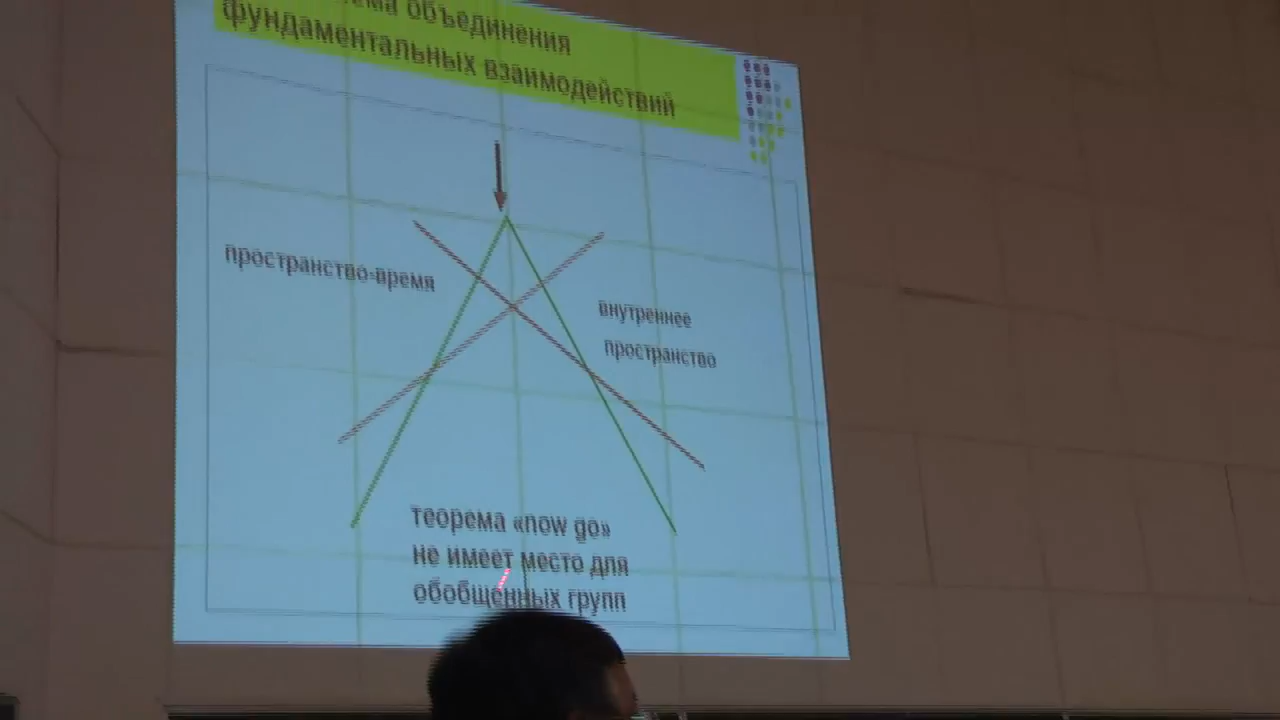 объединения
фундаментальных взаимодействий
пространство-время
внутреннее
пространство
теорема «now go»
не имеет место для
обобщенных групп